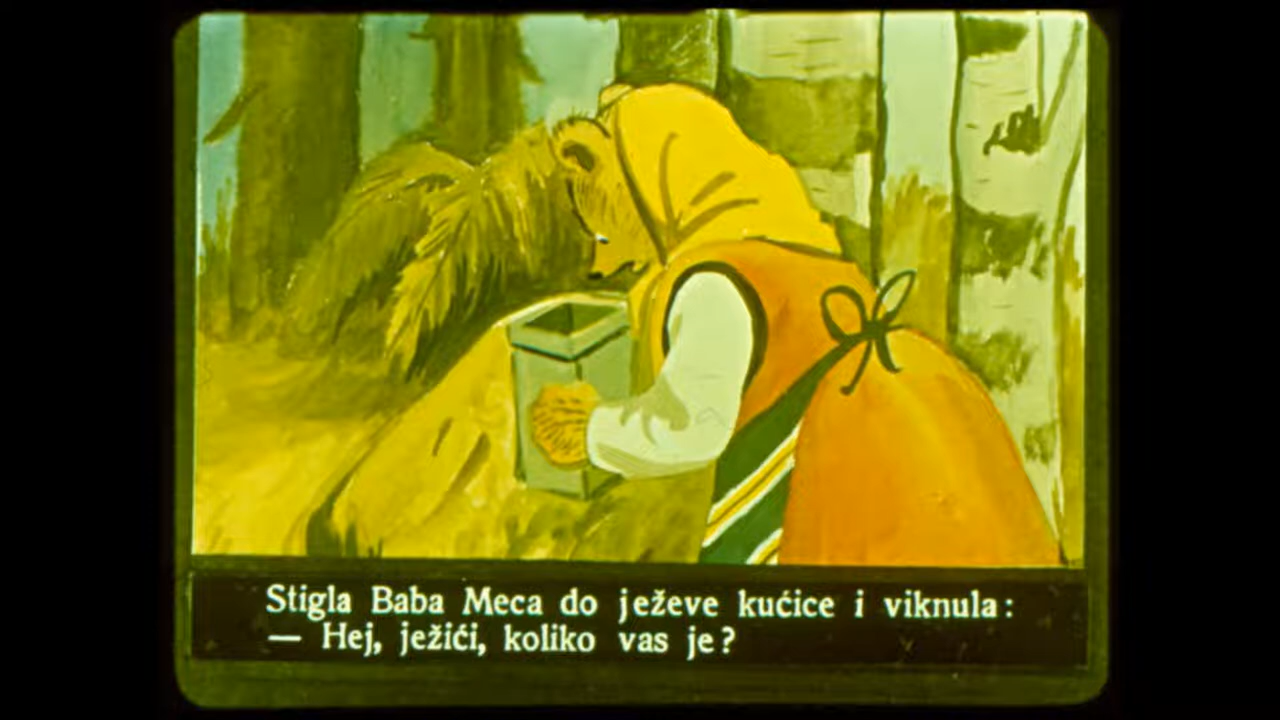 Stigla Baba Meca do ježeve kućice i viknula:
— Hej, ježići, koliko vas je?